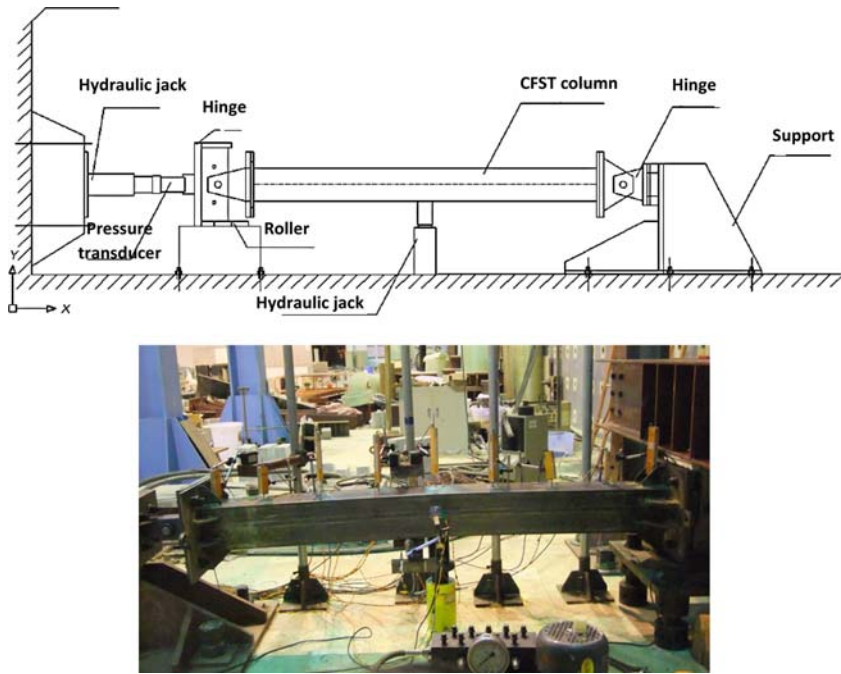 Hydraulic jack
Hinge
CFST column
Hinge
Support
Pressure
transducer
Roller
Hydraulic jack
Y
X